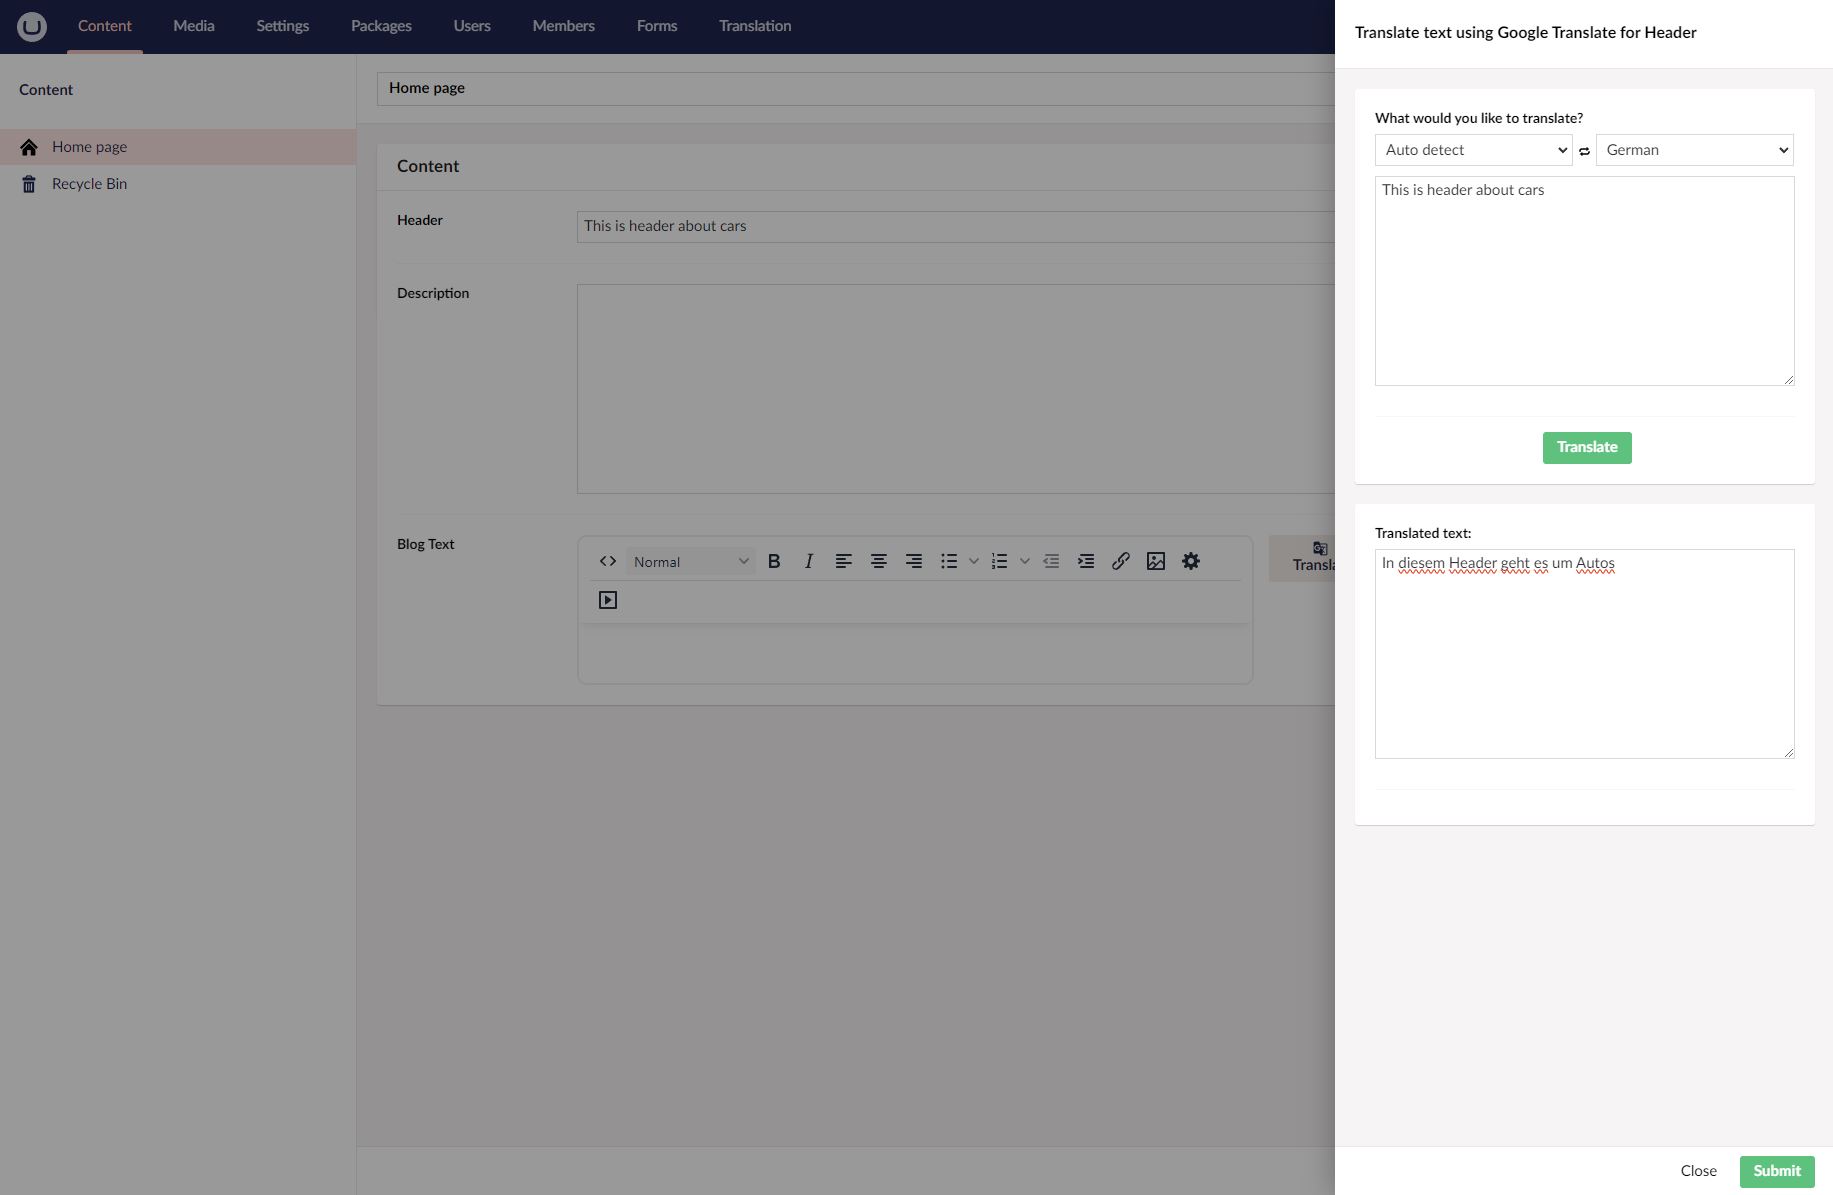 Content Media Settings Packages Users Members Forms Translation
Content
Home page
Recycle Bin
Home page
Content
Header
This is header about cars
Description
Blog Text
Normal
B I
Translate text using Google Translate for Header
What would you like to translate?
Auto detect German
This is header about cars
Translate
Translated text:
In diesem Header geht es um Autos
Close Submit